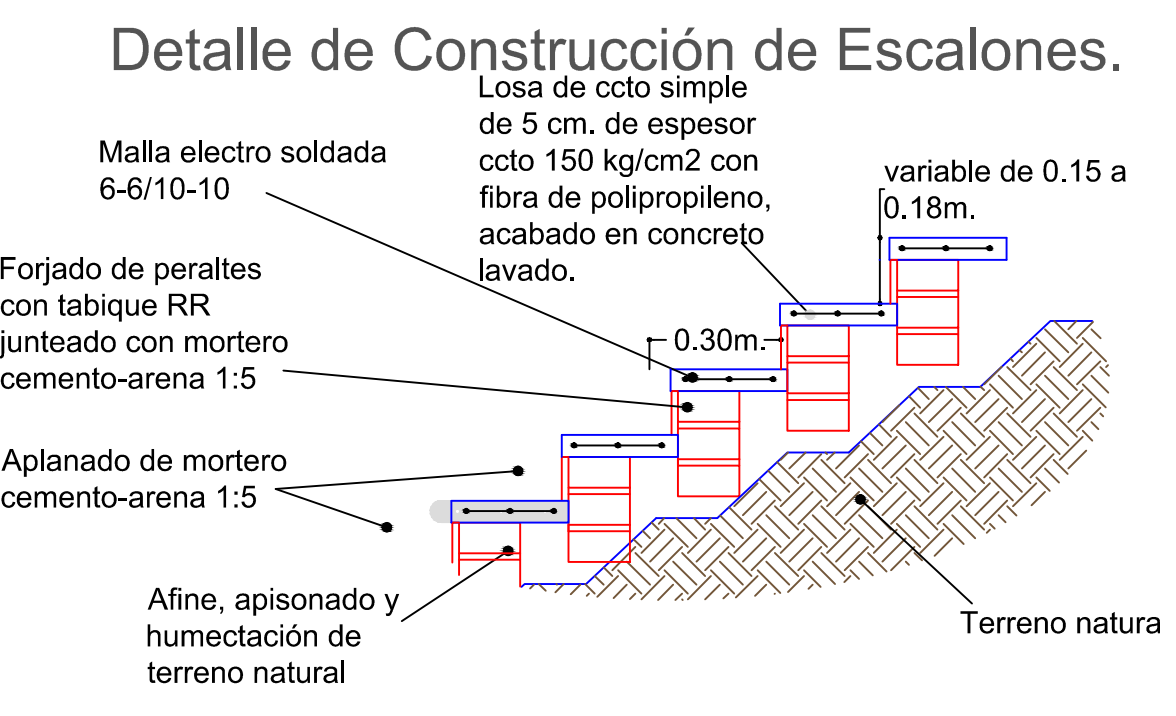 Detalle de Construcción de Escalones.
Losa de ccto simple
de 5 cm. de espesor
ccto 150 kg/cm2 con
fibra de polipropileno,
acabado en concreto
lavado.
Malla electro soldada
6-6/10-10
variable de 0.15 a
0.18m.
Forjado de peraltes
con tabique RR
junteado con mortero
cemento-arena 1:5
0.30m.
Aplanado de mortero
cemento-arena 1:5
Afine, apisonado y
humectación de
terreno natural
Terreno natura